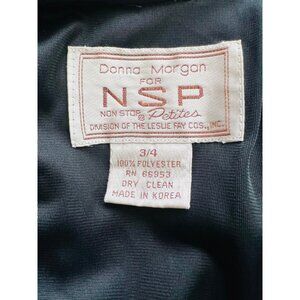 Donna Morgan
FOR
NSP
NON STOP® Petites
DIVISION OF THE LESLIE FAY COS., INC.
3/4
100% POLYESTER
RN 66953
DRY CLEAN
MADE IN KOREA